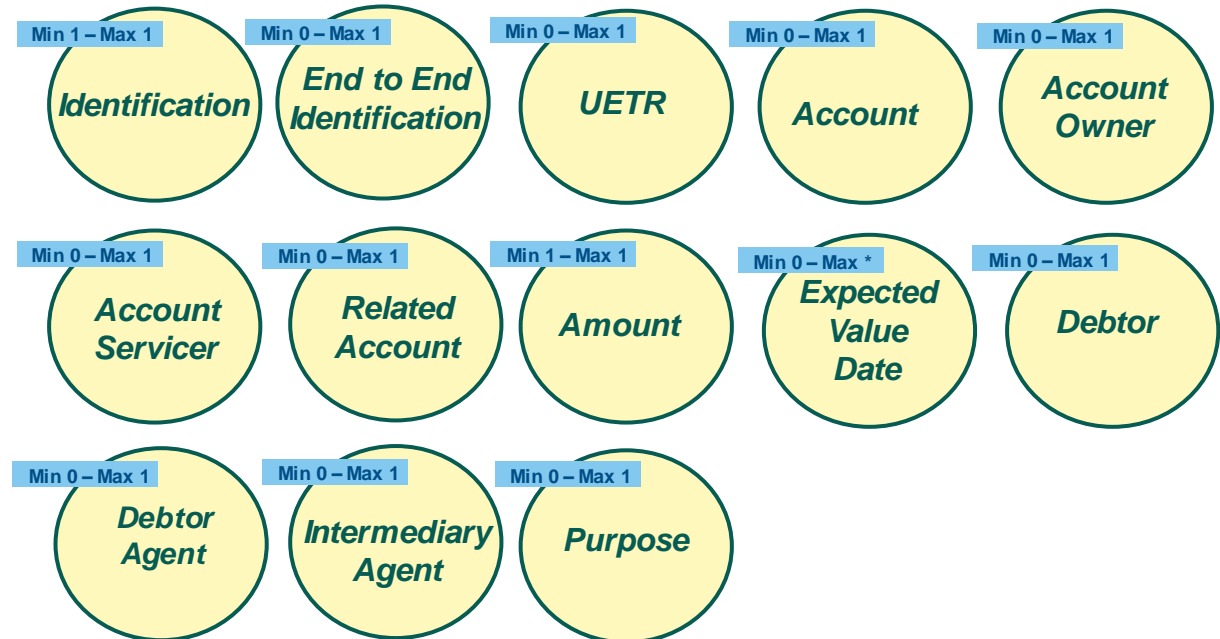 Min 1 – Max 1
Identification
Min 0 – Max 1
End to End
Identification
Min 0 – Max 1
UETR
Min 0 – Max 1
Account
Min 0 – Max 1
Account
Owner
Min 0 – Max 1
Account
Servicer
Min 0 – Max 1
Related
Account
Min 1 – Max 1
Amount
Min 0 – Max *
Expected
Value
Date
Min 0 – Max 1
Debtor
Min 0 – Max 1
Debtor
Agent
Min 0 – Max 1
Intermediary
Agent
Min 0 – Max 1
Purpose